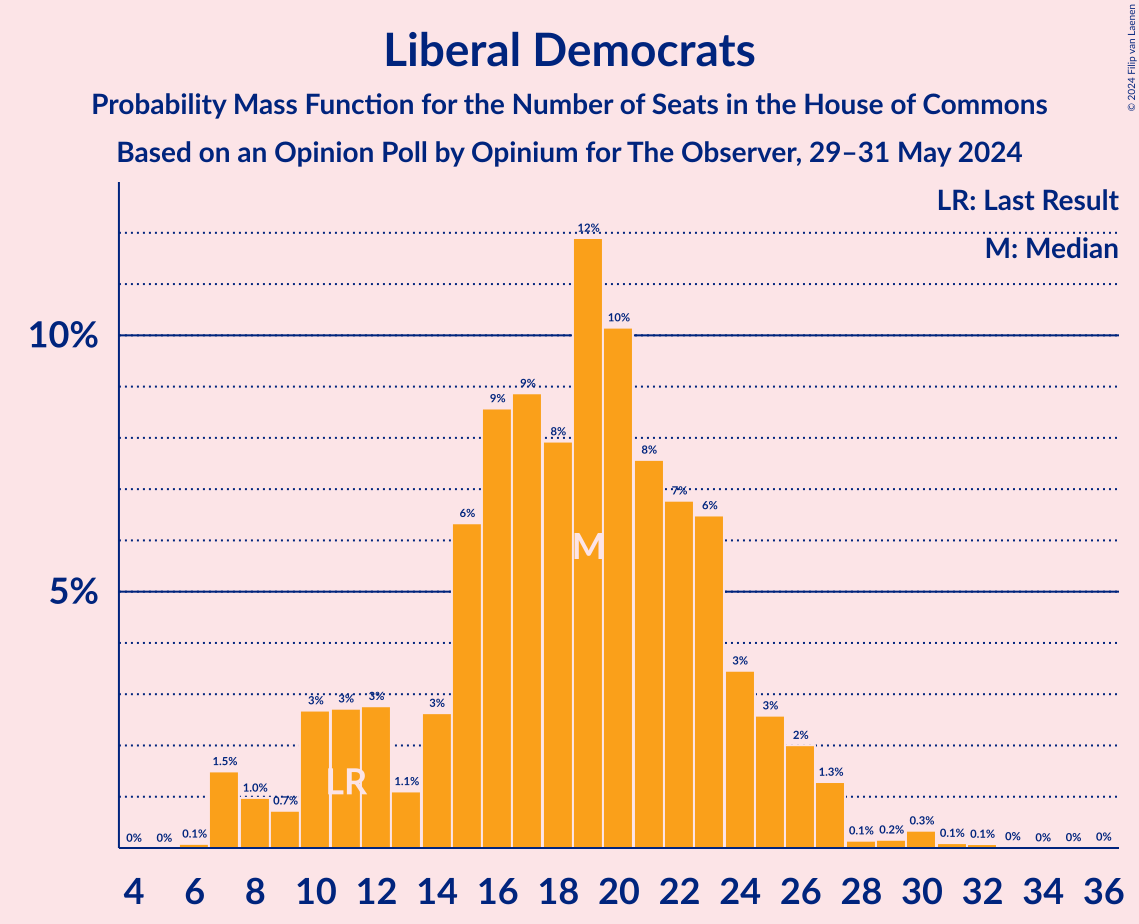 Liberal Democrats
Probability Mass Function for the Number of Seats in the House of Commons
Based on an Opinion Poll by Opinium for The Observer, 29–31 May 2024
© 2024 Filip van Laenen
LR: Last Result
M: Median
10%
5%
0% 0% 0.1% 1.5% 1.0% 0.7% 3% 3% 3% 1.1% 3% 6% 9% 9% 8% 12% 10% 8% 7% 6% 3% 3% 2% 1.3% 0.1% 0.2% 0.3% 0.1% 0.1% 0% 0% 0% 0%
M
LR
4 6 8 10 12 14 16 18 20 22 24 26 28 30 32 34 36